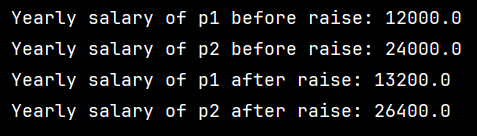 Yearly salary of p1 before raise: 12000.0
Yearly salary of p2 before raise: 24000.0
Yearly salary of p1 after raise: 13200.0
Yearly salary of p2 after raise: 26400.0